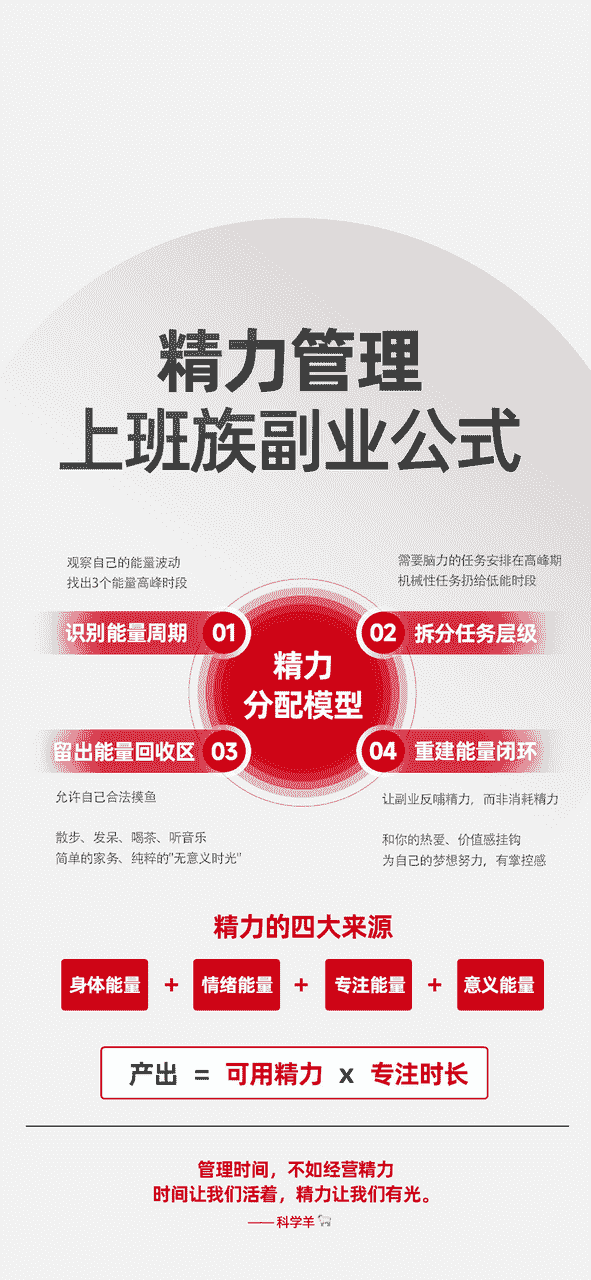 精力管理
上班族副业公式
观察自己的能量波动
找出3个能量高峰时段
需要脑力的任务安排在高峰期
机械性任务扔给低能时段
识别能量周期 01
02 拆分任务层级
精力
分配模型
留出能量回收区 03
04 重建能量闭环
允许自己合法摸鱼
散步、发呆、喝茶、听音乐
简单的家务、纯粹的"无意义时光"
让副业反哺精力，而非消耗精力
和你的热爱、价值感挂钩
为自己的梦想努力，有掌控感
精力的四大来源
身体能量 + 情绪能量 + 专注能量 + 意义能量
产出 = 可用精力 x 专注时长
管理时间，不如经营精力
时间让我们活着，精力让我们有光。
—— 科学羊🐏